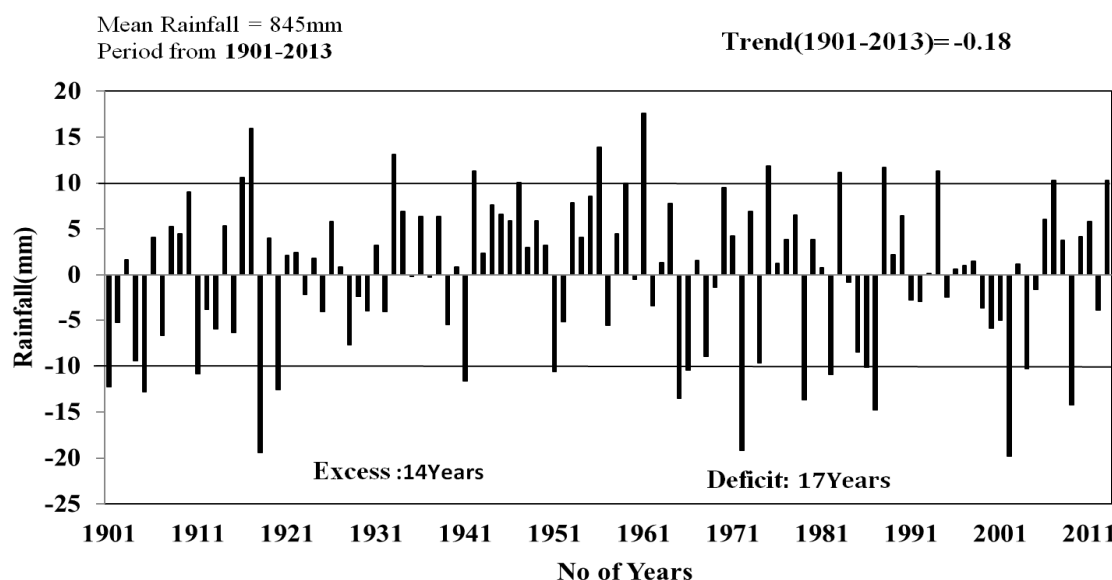 Mean Rainfall = 845mm
Period from 1901-2013
Trend(1901-2013)= -0.18
20
15
10
5
0
-5
-10
-15
-20
-25
Rainfall(mm)
Excess :14Years
Deficit: 17Years
1901 1911 1921 1931 1941 1951 1961 1971 1981 1991 2001 2011
No of Years